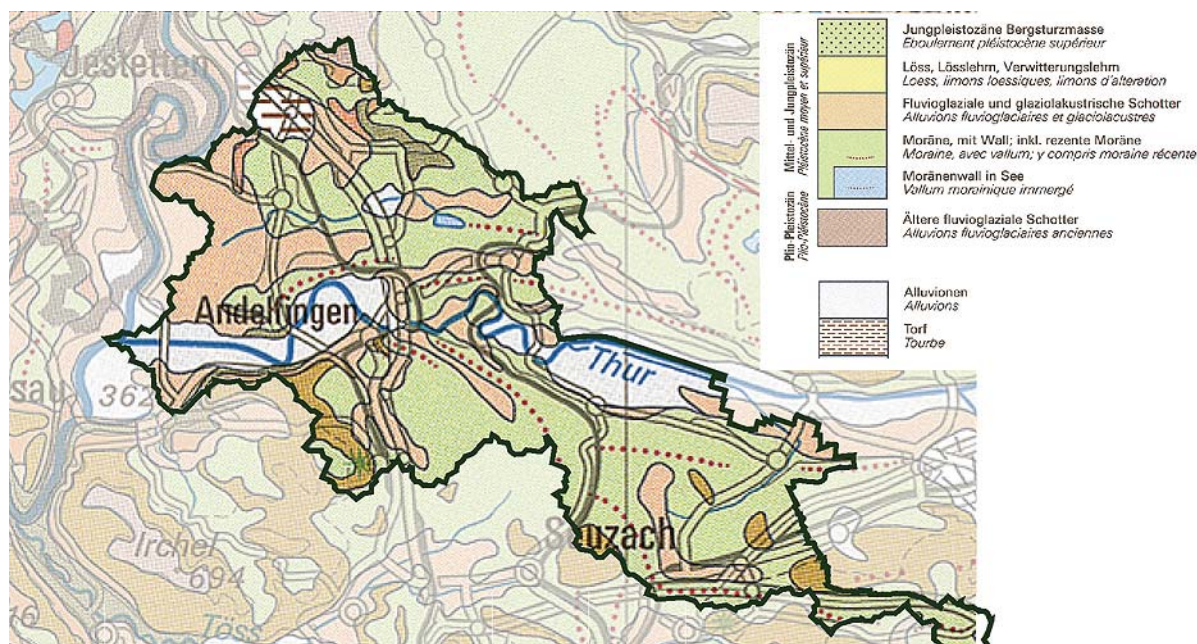 Jestetten
Andelfingen
Thur
362
Seuzach
Irchel
694
Töss
Mittel- und Jungpleistozän
Pléistocène moyen et supérieur
Plio-Pleistozän
Plio-Pléistocène
Jungpleistozäne Bergsturzmasse
Eboulement pléistocène supérieur
Löss, Lösslehm, Verwitterungslehm
Loess, limons loessiques, limons d'altération
Fluvioglaziale und glaziolakustrische Schotter
Alluvions fluvioglaciaires et glaciolacustres
Moräne, mit Wall; inkl. rezente Moräne
Moraine, avec vallum; y compris moraine récente
Moränenwall in See
Vallum morainique immergé
Ältere fluvioglaziale Schotter
Alluvions fluvioglaciaires anciennes
Alluvionen
Alluvions
Torf
Tourbe